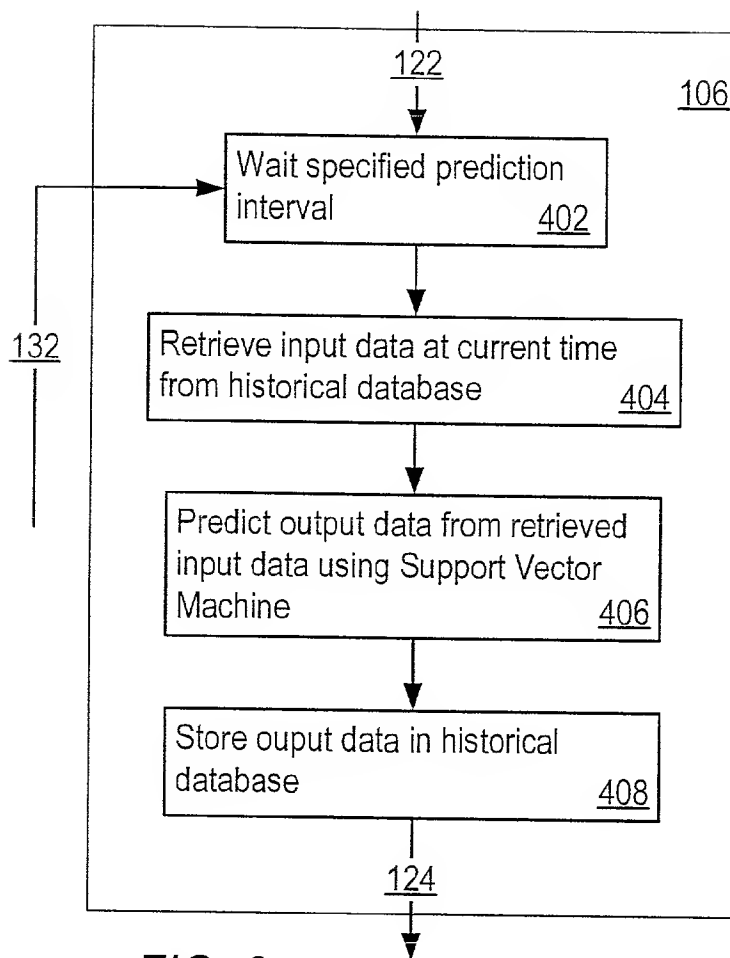 122
106
Wait specified prediction
interval
402
132
Retrieve input data at current time
from historical database
404
Predict output data from retrieved
input data using Support Vector
Machine
406
Store ouput data in historical
database
408
124